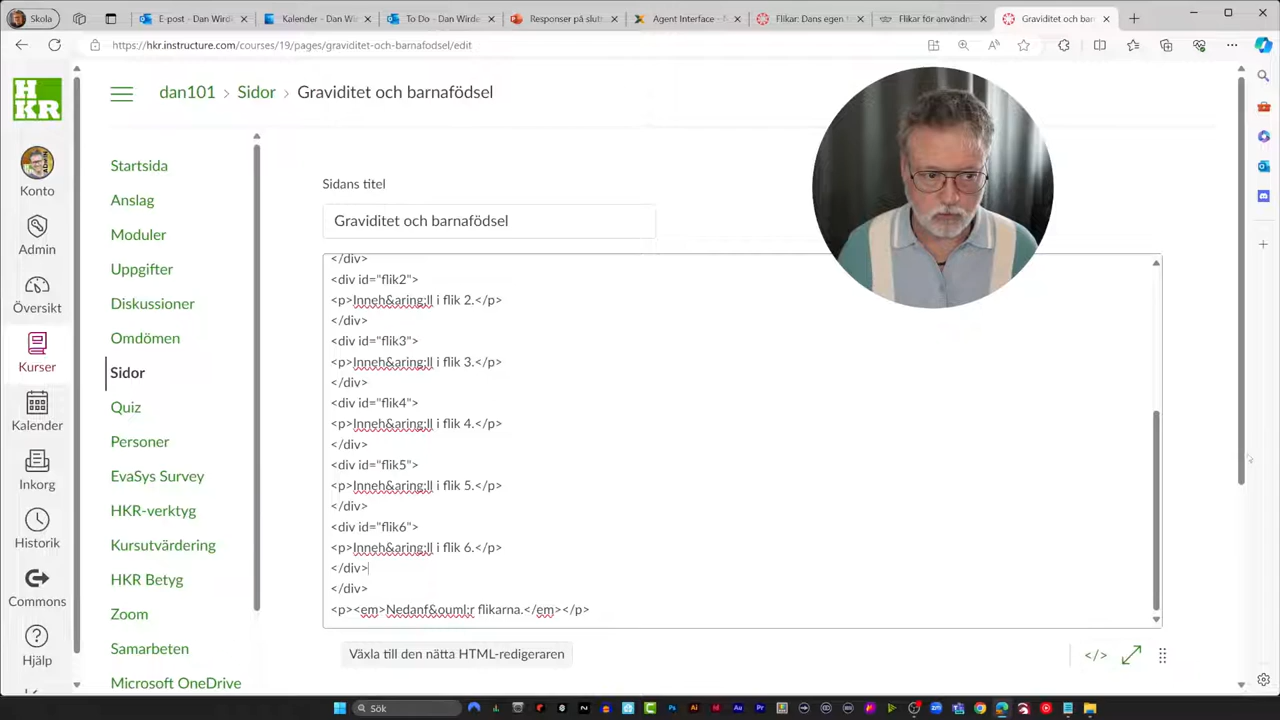 Skola
E-post - Dan Wirde
Kalender - Dan Wi
To Do - Dan Wirde
Responser på slut
Agent Interface - N
Flikar: Dans egen
Flikar för användni
Graviditet och barn
https://hkr.instructure.com/courses/19/pages/graviditet-och-barnafodsel/edit
HKR
dan101 > Sidor > Graviditet och barnafödsel
Konto
Admin
Översikt
Kurser
Kalender
Inkorg
Historik
Commons
Hjälp
Startsida
Anslag
Moduler
Uppgifter
Diskussioner
Omdömen
Sidor
Quiz
Personer
EvaSys Survey
HKR-verktyg
Kursutvärdering
HKR Betyg
Zoom
Samarbeten
Microsoft OneDrive
Sidans titel
Graviditet och barnafödsel
</div>
<div id="flik2">
<p>Inneh&aring;ll i flik 2.</p>
</div>
<div id="flik3">
<p>Inneh&aring;ll i flik 3.</p>
</div>
<div id="flik4">
<p>Inneh&aring;ll i flik 4.</p>
</div>
<div id="flik5">
<p>Inneh&aring;ll i flik 5.</p>
</div>
<div id="flik6">
<p>Inneh&aring;ll i flik 6.</p>
</div>
</div>
<p><em>Nedanf&ouml;r flikarna.</em></p>
Växla till den nätta HTML-redigeraren
</>
Sök